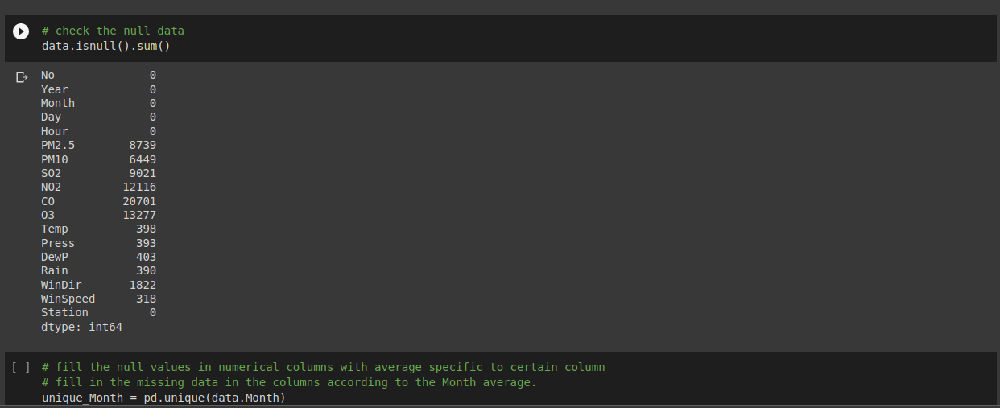 # check the null data
data.isnull().sum()
No 0
Year 0
Month 0
Day 0
Hour 0
PM2.5 8739
PM10 6449
SO2 9021
NO2 12116
CO 20701
O3 13277
Temp 398
Press 393
DewP 403
Rain 390
WinDir 1822
WinSpeed 318
Station 0
dtype: int64
[ ] # fill the null values in numerical columns with average specific to certain column
# fill in the missing data in the columns according to the Month average.
unique_Month = pd.unique(data.Month)